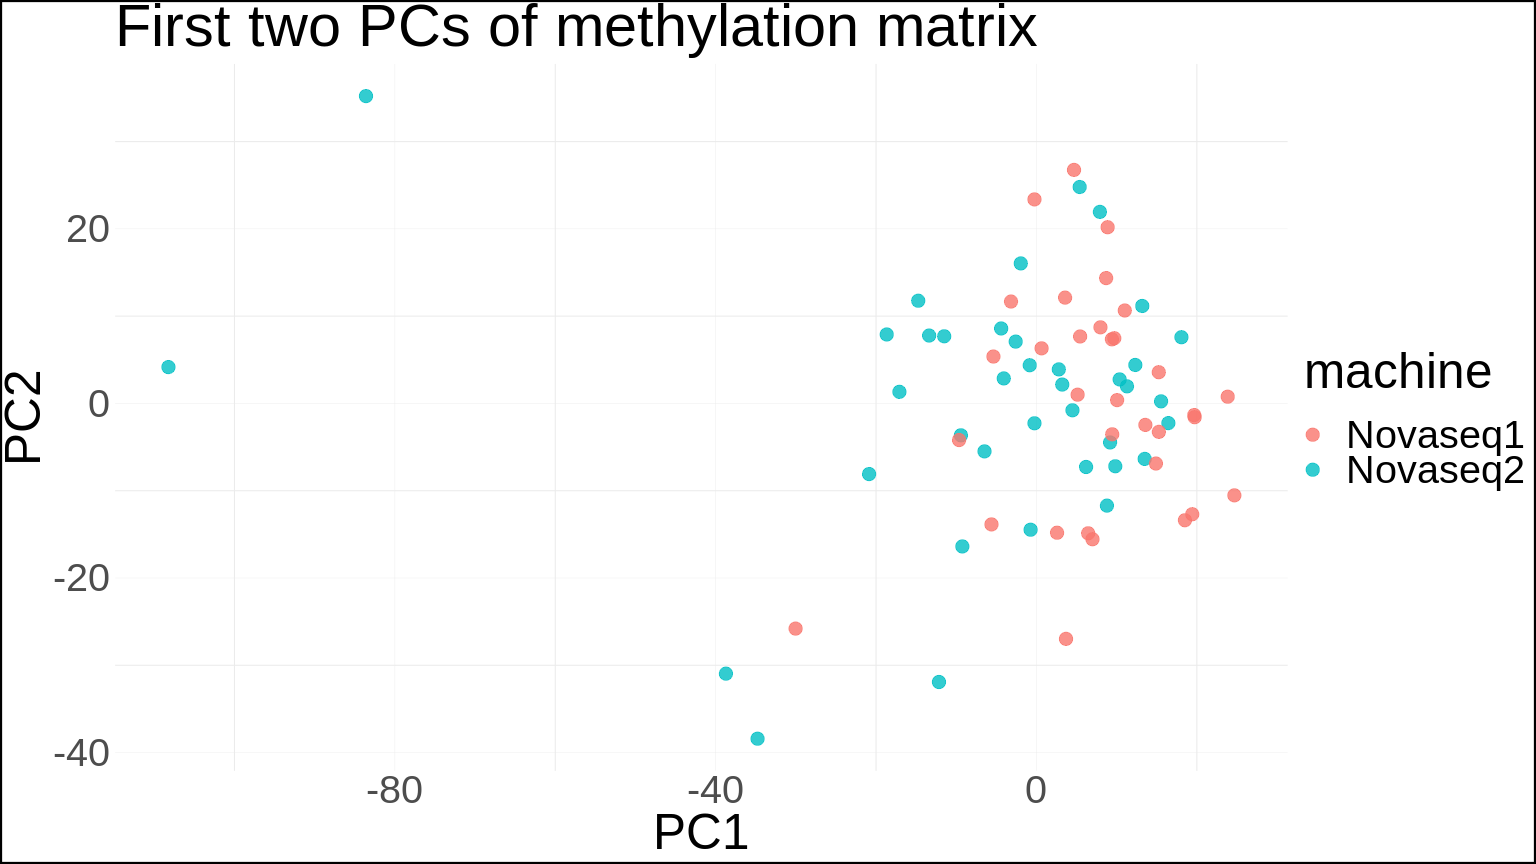 First two PCs of methylation matrix
20
0
-20
-40
PC2
-80
-40
0
PC1
machine
Novaseq1
Novaseq2